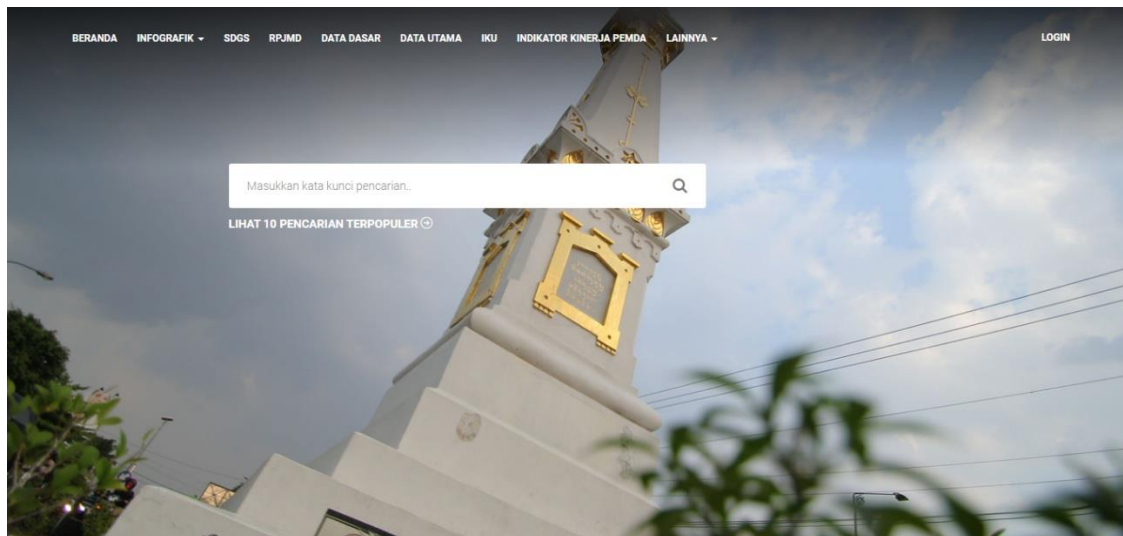 BERANDA INFOGRAFIK SDGS RPJMD DATA DASAR DATA UTAMA IKU INDIKATOR KINERJA PEMDA LAINNYA LOGIN
Masukkan kata kunci pencarian..
LIHAT 10 PENCARIAN TERPOPULER